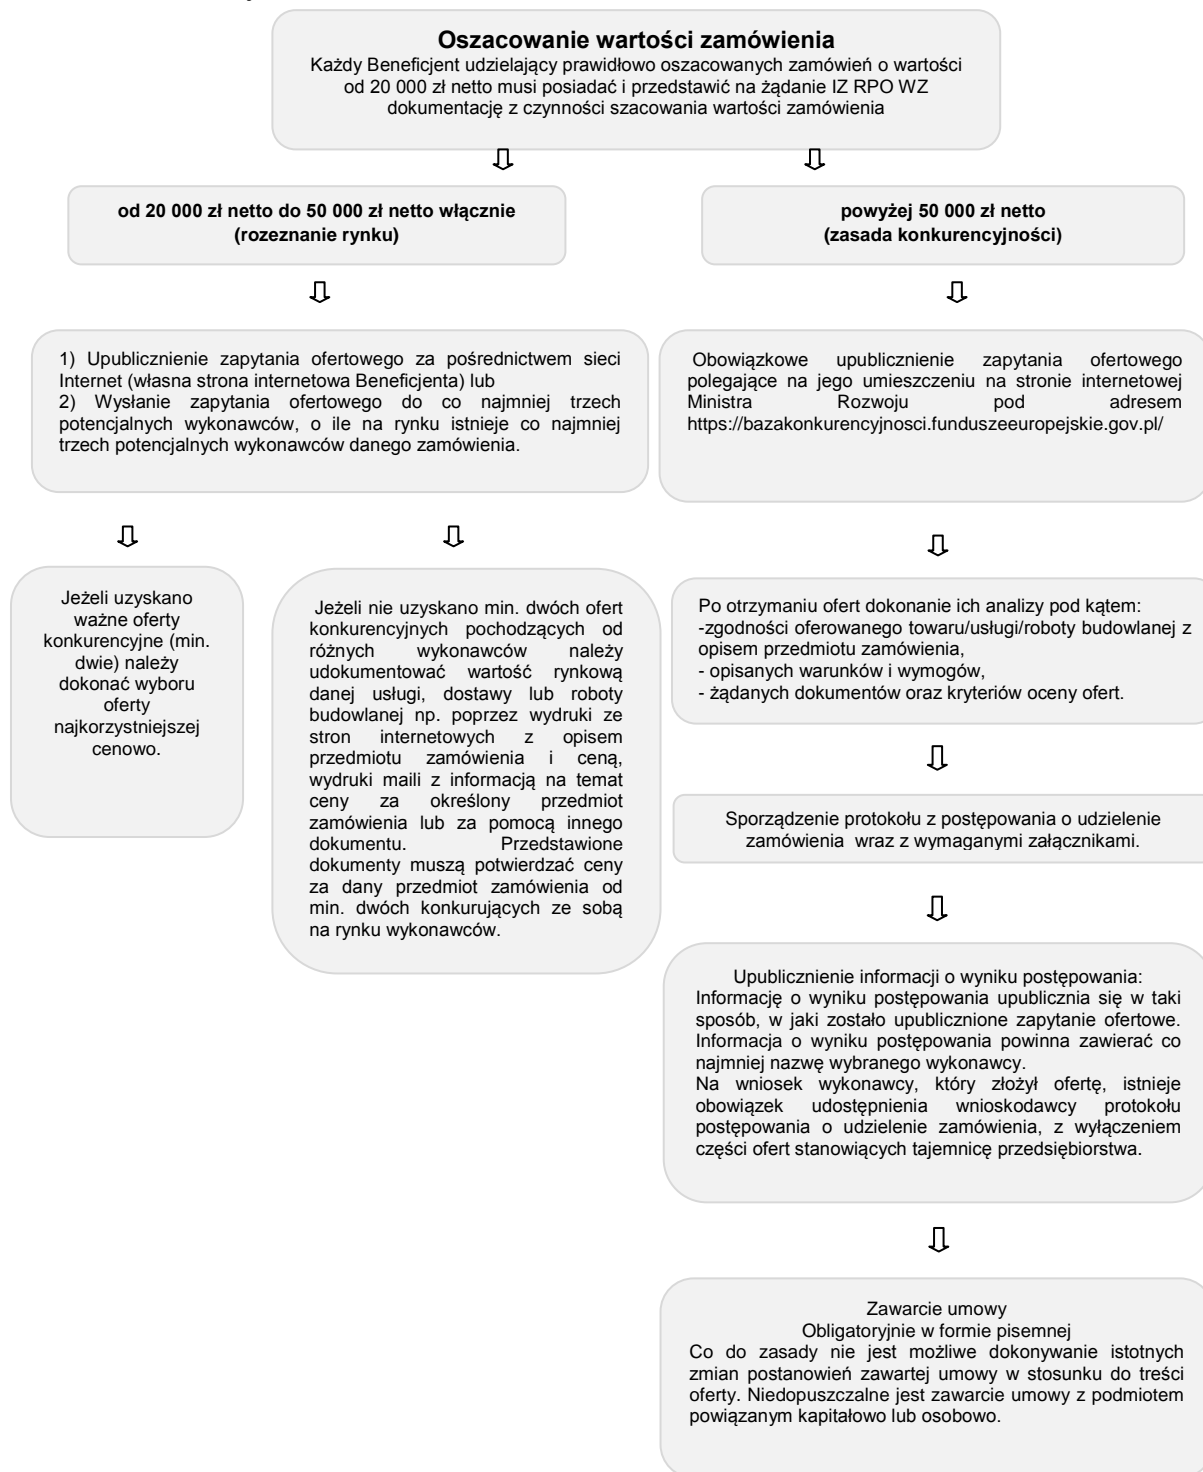 Oszacowanie wartości zamówienia
Każdy Beneficjent udzielający prawidłowo oszacowanych zamówień o wartości
od 20 000 zł netto musi posiadać i przedstawić na żądanie IZ RPO WZ
dokumentację z czynności szacowania wartości zamówienia
od 20 000 zł netto do 50 000 zł netto włącznie
(rozeznanie rynku)
powyżej 50 000 zł netto
(zasada konkurencyjności)
1) Upublicznienie zapytania ofertowego za pośrednictwem sieci
Internet (własna strona internetowa Beneficjenta) lub
2) Wysłanie zapytania ofertowego do co najmniej trzech
potencjalnych wykonawców, o ile na rynku istnieje co najmniej
trzech potencjalnych wykonawców danego zamówienia.
Obowiązkowe upublicznienie zapytania ofertowego
polegające na jego umieszczeniu na stronie internetowej
Ministra Rozwoju pod adresem
https://bazakonkurencyjnosci.funduszeeuropejskie.gov.pl/
Jeżeli uzyskano
ważne oferty
konkurencyjne (min.
dwie) należy
dokonać wyboru
oferty
najkorzystniejszej
cenowo.
Jeżeli nie uzyskano min. dwóch ofert
konkurencyjnych pochodzących od
różnych wykonawców należy
udokumentować wartość rynkową
danej usługi, dostawy lub roboty
budowlanej np. poprzez wydruki ze
stron internetowych z opisem
przedmiotu zamówienia i ceną,
wydruki maili z informacją na temat
ceny za określony przedmiot
zamówienia lub za pomocą innego
dokumentu. Przedstawione
dokumenty muszą potwierdzać ceny
za dany przedmiot zamówienia od
min. dwóch konkurujących ze sobą
na rynku wykonawców.
Po otrzymaniu ofert dokonanie ich analizy pod kątem:
-zgodności oferowanego towaru/usługi/roboty budowlanej z
opisem przedmiotu zamówienia,
- opisanych warunków i wymogów,
- żądanych dokumentów oraz kryteriów oceny ofert.
Sporządzenie protokołu z postępowania o udzielenie
zamówienia wraz z wymaganymi załącznikami.
Upublicznienie informacji o wyniku postępowania:
Informację o wyniku postępowania upublicznia się w taki
sposób, w jaki zostało upublicznione zapytanie ofertowe.
Informacja o wyniku postępowania powinna zawierać co
najmniej nazwę wybranego wykonawcy.
Na wniosek wykonawcy, który złożył ofertę, istnieje
obowiązek udostępnienia wnioskodawcy protokołu
postępowania o udzielenie zamówienia, z wyłączeniem
części ofert stanowiących tajemnicę przedsiębiorstwa.
Zawarcie umowy
Obligatoryjnie w formie pisemnej
Co do zasady nie jest możliwe dokonywanie istotnych
zmian postanowień zawartej umowy w stosunku do treści
oferty. Niedopuszczalne jest zawarcie umowy z podmiotem
powiązanym kapitałowo lub osobowo.